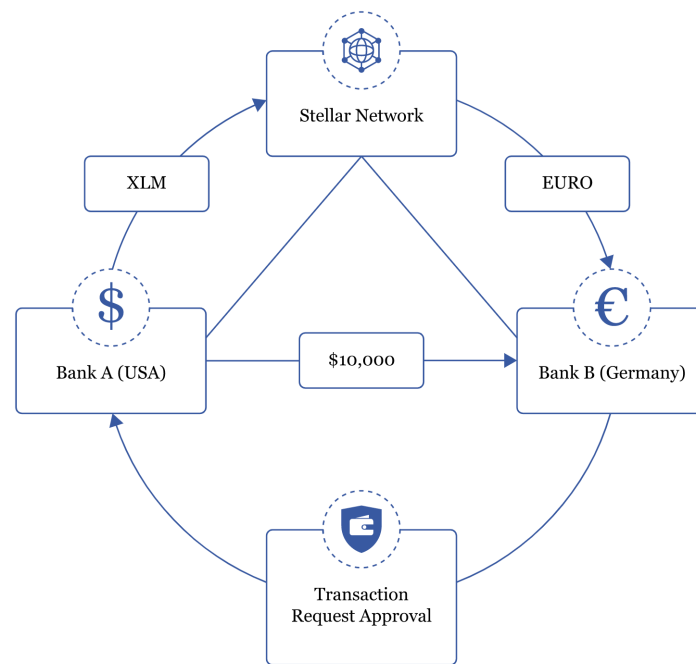 Stellar Network
XLM
EURO
$
€
Bank A (USA)
$10,000
Bank B (Germany)
Transaction
Request Approval